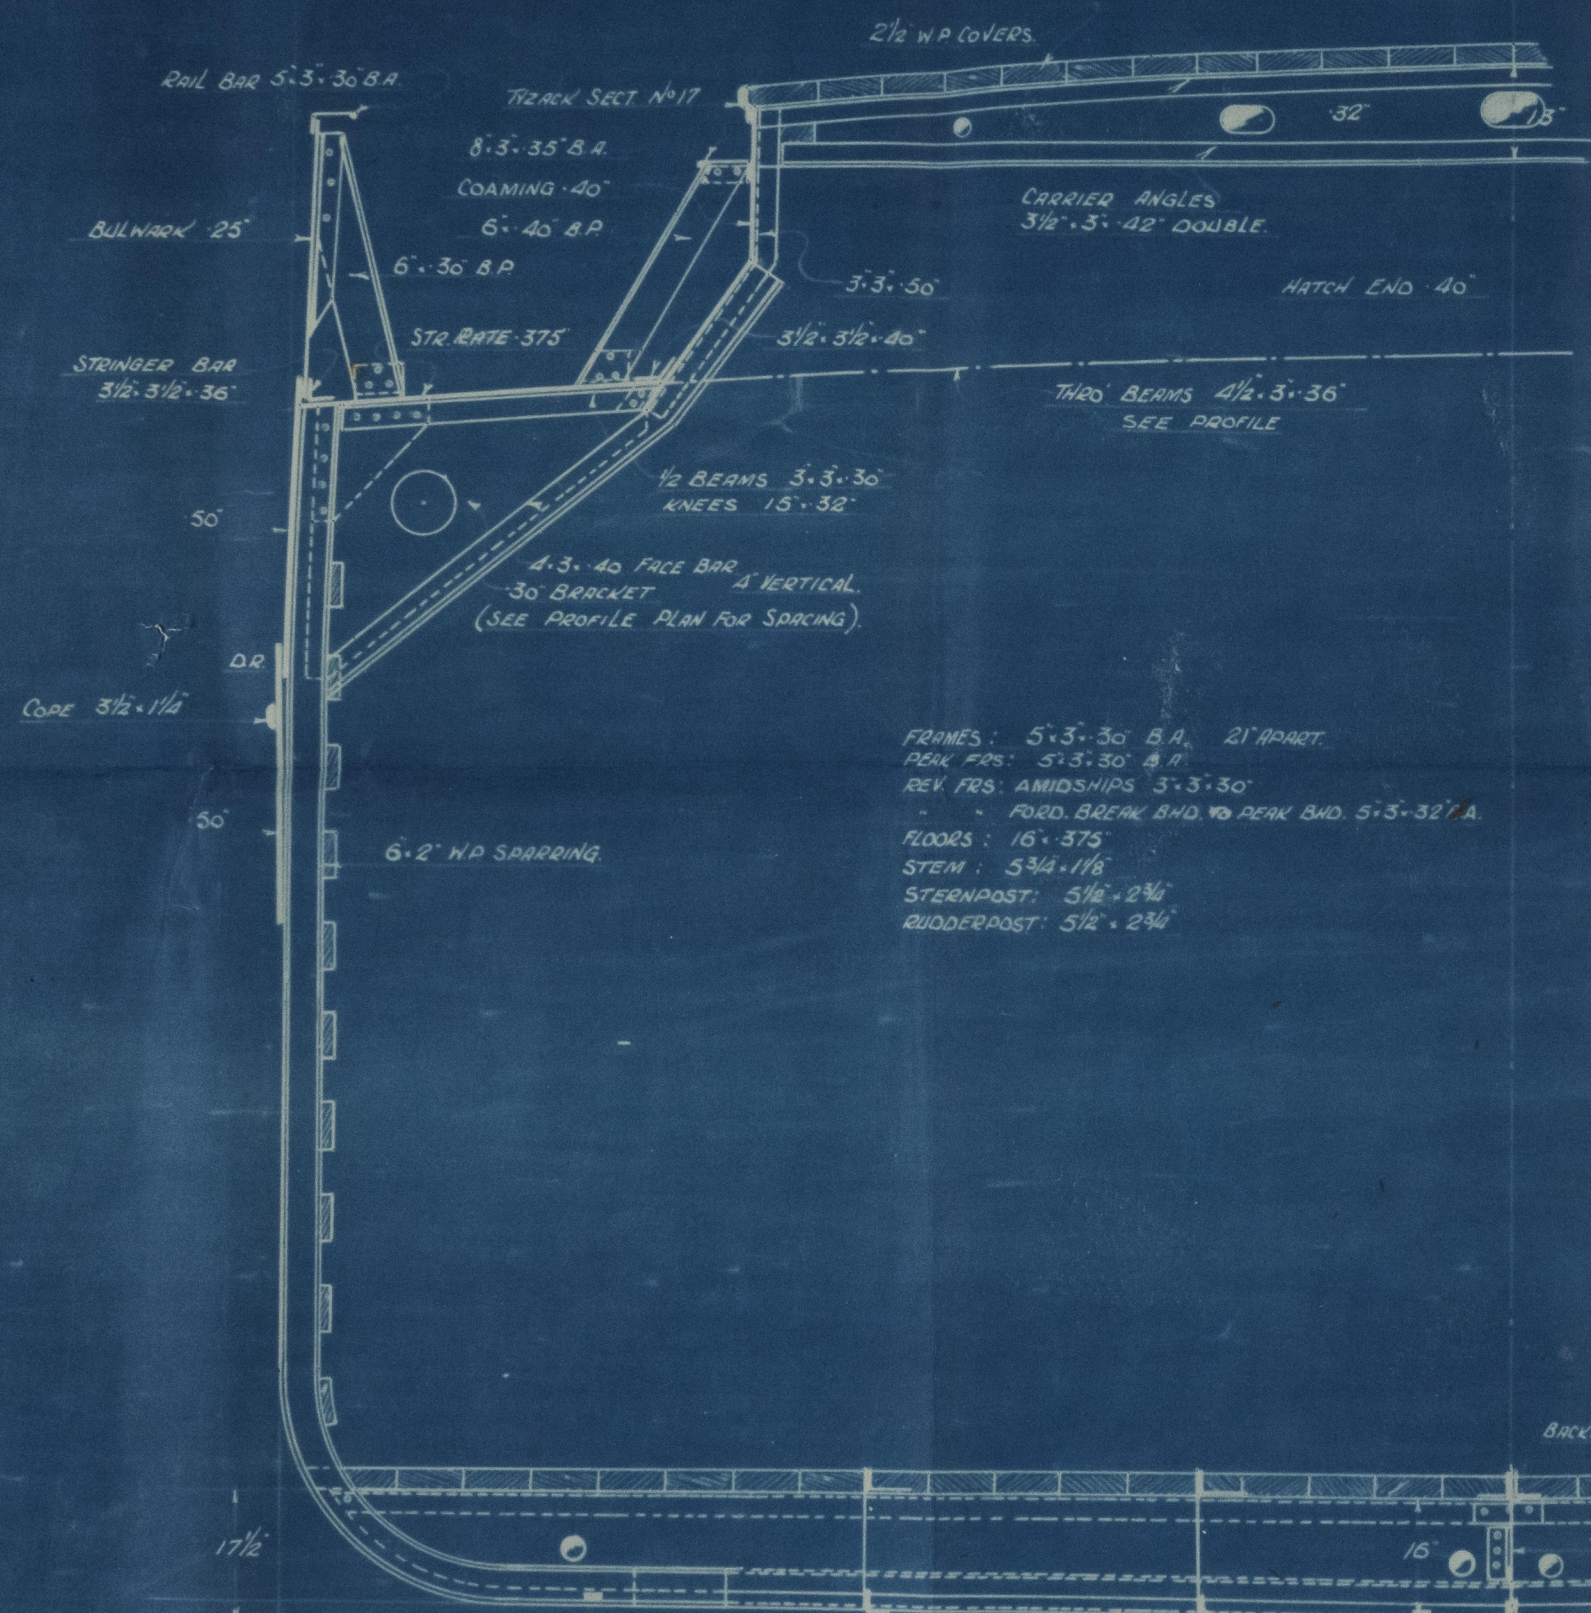 2½" W.P. COVERS.
RAIL BAR 5"×3"×·30" B.A.
TYZACK SECT. No 17
·32"
13"
8"×3"×·35" B.A.
COAMING ·40"
6"×·40" B.P.
CARRIER ANGLES
3½"×3"×·42" DOUBLE.
BULWARK ·25"
6"×·30" B.P.
3"×3"×·50"
HATCH END ·40"
STR. PLATE ·375"
3½"×3½"×·40"
STRINGER BAR
3½"×3½"×·36"
THRO' BEAMS 4½"×3"×·36"
SEE PROFILE
½ BEAMS 3"×3"×·30"
KNEES 15"×·32"
·50"
4×3×·40 FACE BAR
·30" BRACKET 4" VERTICAL.
(SEE PROFILE PLAN FOR SPACING).
D.R.
COPE 3½"×1¼"
FRAMES: 5"×3"×·30" B.A. 21" APART.
PEAK FRS: 5"×3"×·30" B.A.
REV. FRS: AMIDSHIPS 3"×3"×·30"
" " FORD. BREAK BHD. TO PEAK BHD. 5"×3"×·32" B.A.
FLOORS: 16"×·375"
STEM: 5¾"×1⅛"
STERNPOST: 5½"×2¾"
RUDDERPOST: 5½"×2¾"
·50"
6"×2" W.P. SPARRING.
BACK
17½"
16"